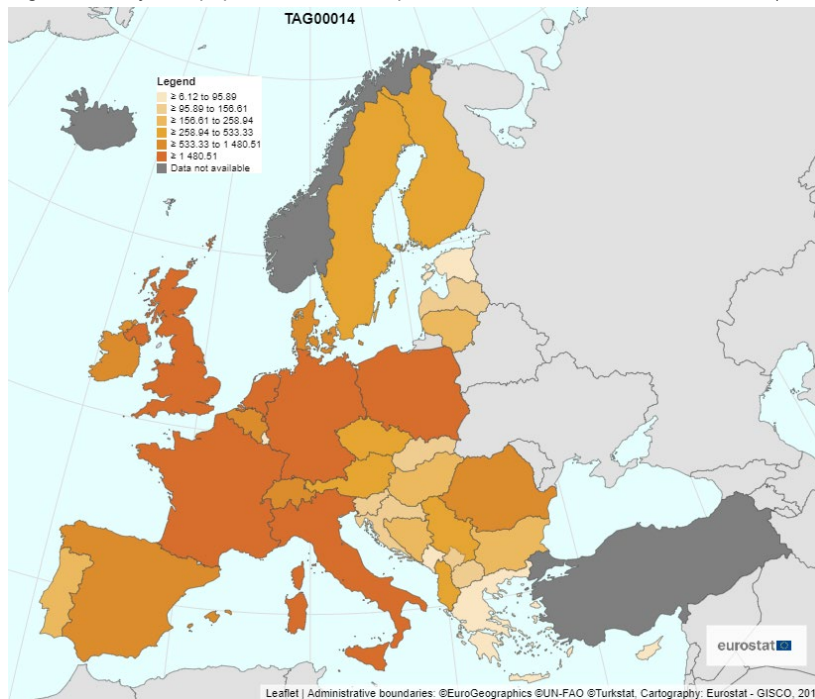 TAG00014
Legend
≥ 6.12 to 95.89
≥ 95.89 to 156.61
≥ 156.61 to 258.94
≥ 258.94 to 533.33
≥ 533.33 to 1 480.51
≥ 1 480.51
Data not available
eurostat
Leaflet | Administrative boundaries: ©EuroGeographics ©UN-FAO ©Turkstat, Cartography: Eurostat - GISCO, 201